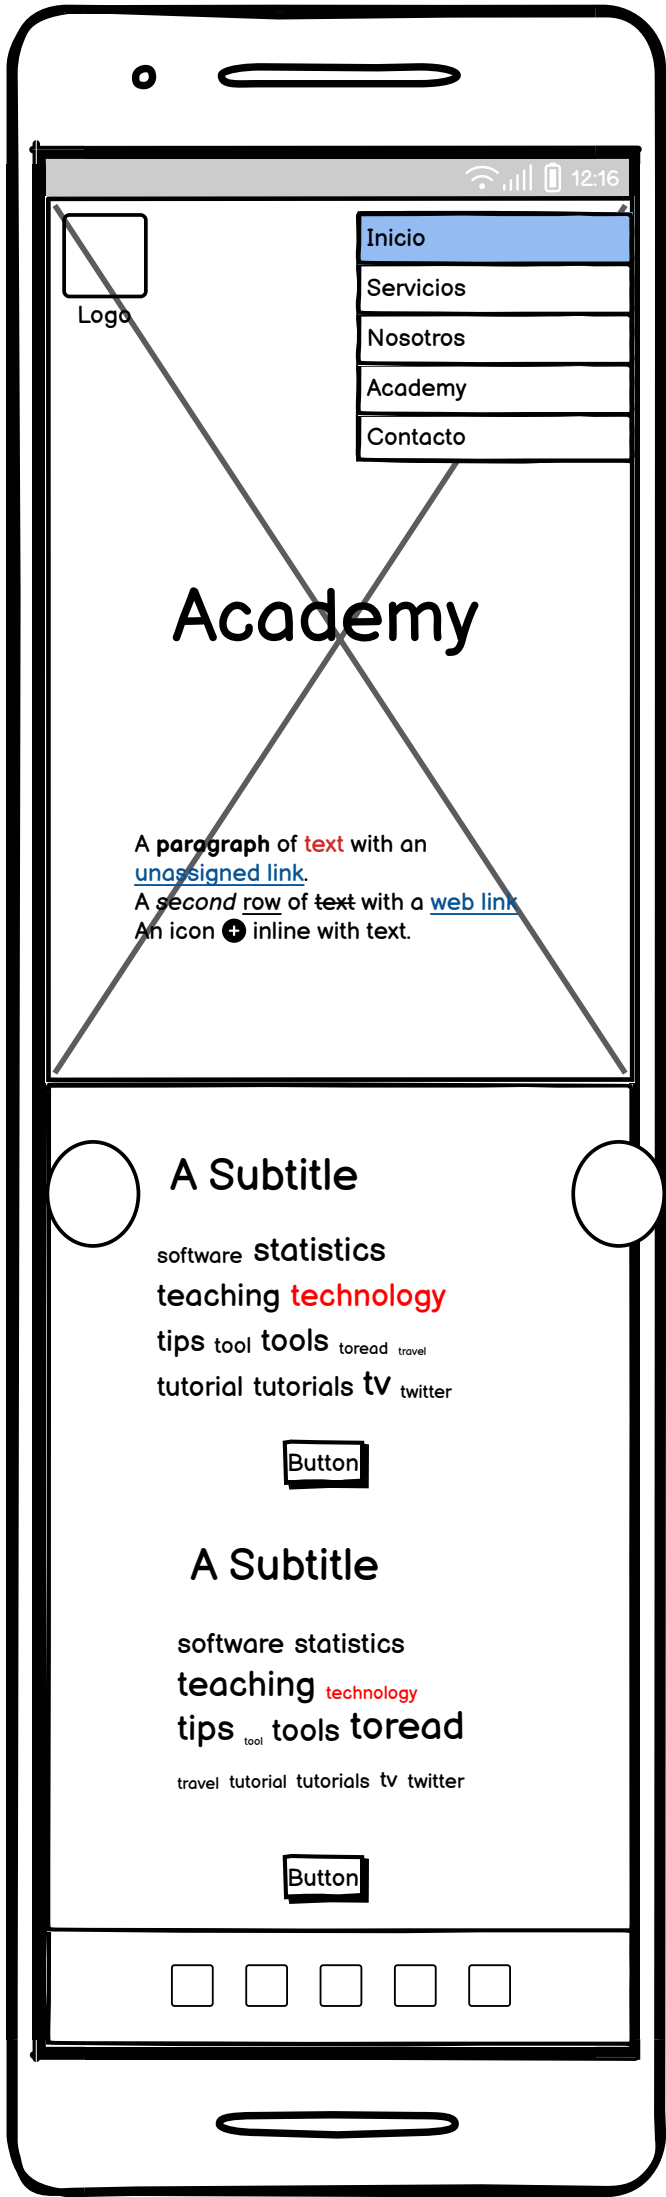 12:16
Logo
Inicio
Servicios
Nosotros
Academy
Contacto
Academy
A paragraph of text with an
unassigned link.
A second row of text with a web link
An icon inline with text.
A Subtitle
software statistics
teaching technology
tips tool tools toread travel
tutorial tutorials tv twitter
Button
A Subtitle
software statistics
teaching technology
tips tool tools toread
travel tutorial tutorials tv twitter
Button